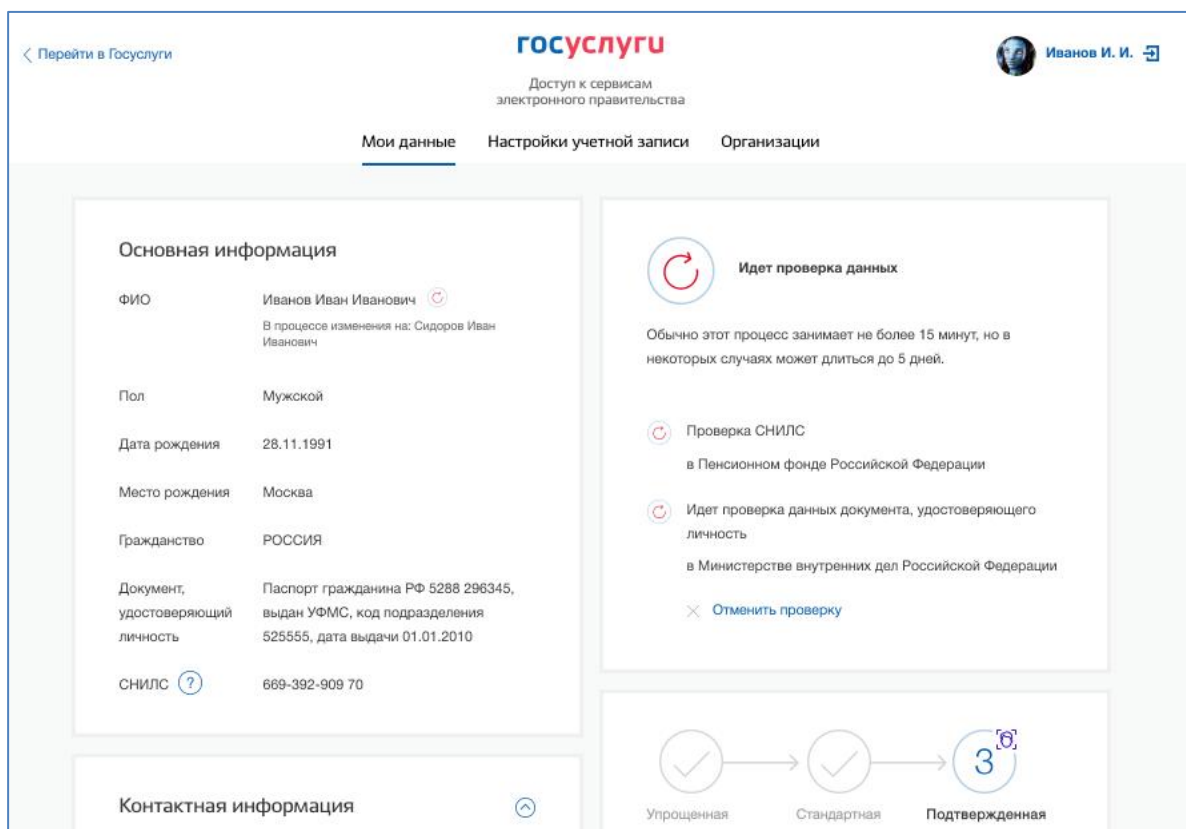 Перейти в Госуслуги
госуслуги
Иванов И. И.
Доступ к сервисам
электронного правительства
Мои данные
Настройки учетной записи
Организации
Основная информация
ФИО
Иванов Иван Иванович
В процессе изменения на: Сидоров Иван
Иванович
Пол
Мужской
Дата рождения
28.11.1991
Место рождения
Москва
Гражданство
РОССИЯ
Документ,
удостоверяющий
личность
Паспорт гражданина РФ 5288 296345,
выдан УФМС, код подразделения
525555, дата выдачи 01.01.2010
СНИЛС ?
669-392-909 70
Контактная информация
Идет проверка данных
Обычно этот процесс занимает не более 15 минут, но в
некоторых случаях может длиться до 5 дней.
Проверка СНИЛС
в Пенсионном фонде Российской Федерации
Идет проверка данных документа, удостоверяющего
личность
в Министерстве внутренних дел Российской Федерации
Отменить проверку
3
Упрощенная
Стандартная
Подтвержденная